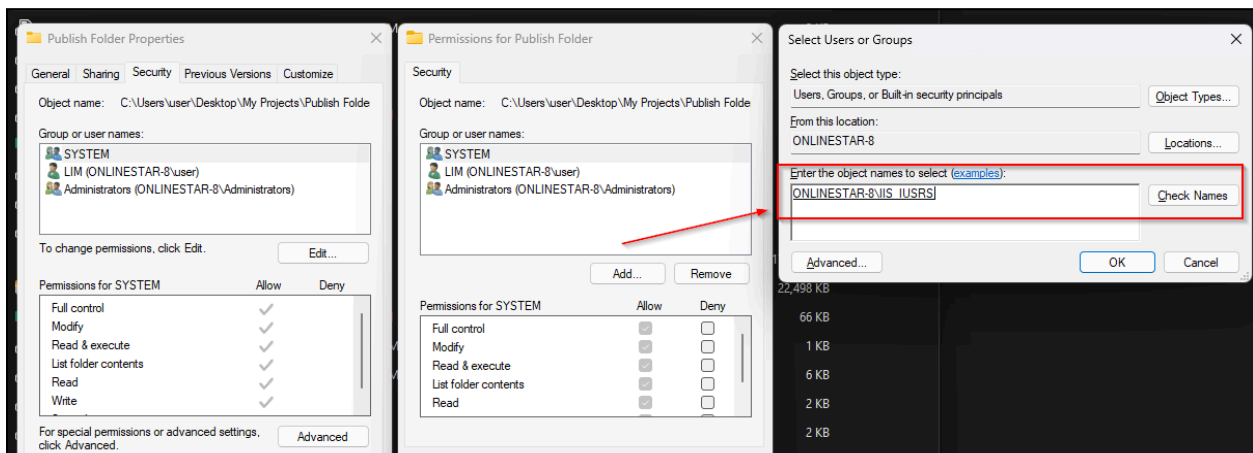 Publish Folder Properties
General Sharing Security Previous Versions Customize
Object name: C:\Users\user\Desktop\My Projects\Publish Folde
Group or user names:
SYSTEM
LIM (ONLINESTAR-8\user)
Administrators (ONLINESTAR-8\Administrators)
To change permissions, click Edit.
Edit...
Permissions for SYSTEM Allow Deny
Full control
Modify
Read & execute
List folder contents
Read
Write
For special permissions or advanced settings,
click Advanced.
Advanced
Permissions for Publish Folder
Security
Object name: C:\Users\user\Desktop\My Projects\Publish Folde
Group or user names:
SYSTEM
LIM (ONLINESTAR-8\user)
Administrators (ONLINESTAR-8\Administrators)
Add... Remove
Permissions for SYSTEM Allow Deny
Full control
Modify
Read & execute
List folder contents
Read
Select Users or Groups
Select this object type:
Users, Groups, or Built-in security principals
Object Types...
From this location:
ONLINESTAR-8
Locations...
Enter the object names to select (examples):
ONLINESTAR-8\IIS_IUSRS
Check Names
Advanced... OK Cancel
22,498 KB
66 KB
1 KB
6 KB
2 KB
2 KB